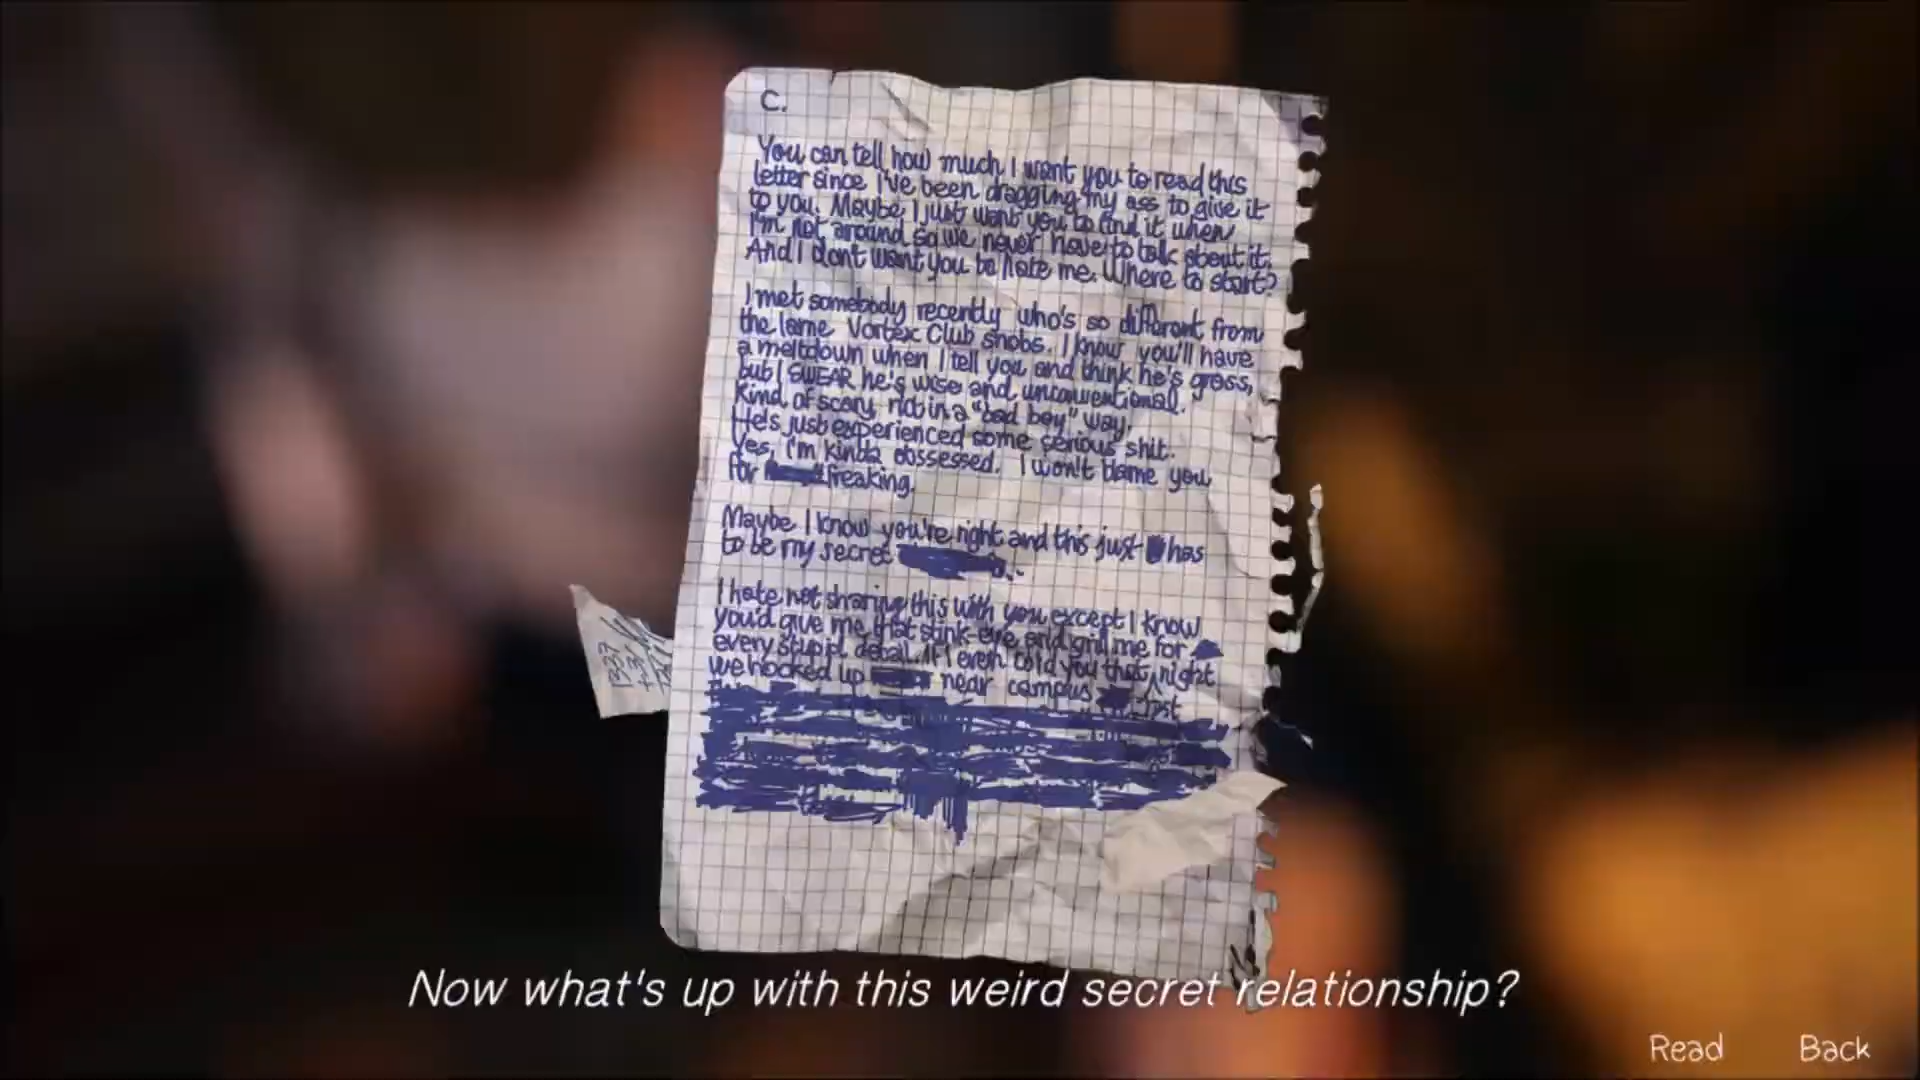 C.
You can tell how much I want you to read this
letter since I've been dragging my ass to give it
to you. Maybe I just want you to find it when
I'm not around so we never have to talk about it.
And I dont want you to hate me. Where to start?
I met somebody recently who's so different from
the lame Vortex Club snobs. I know you'll have
a meltdown when I tell you and think he's gross,
but I SWEAR he's wise and unconventional.
Kind of scary, not in a "bad boy" way.
He's just experienced some serious shit.
Yes, I'm kinda obssessed. I won't blame you
for freaking.
Maybe I know you're right and this just has
to be my secret
I hate not sharing this with you except I know
you'd give me that stink-eye and grill me for
every stupid detail. If I even told you that night
we hooked up near campus
Now what's up with this weird secret relationship?
Read Back